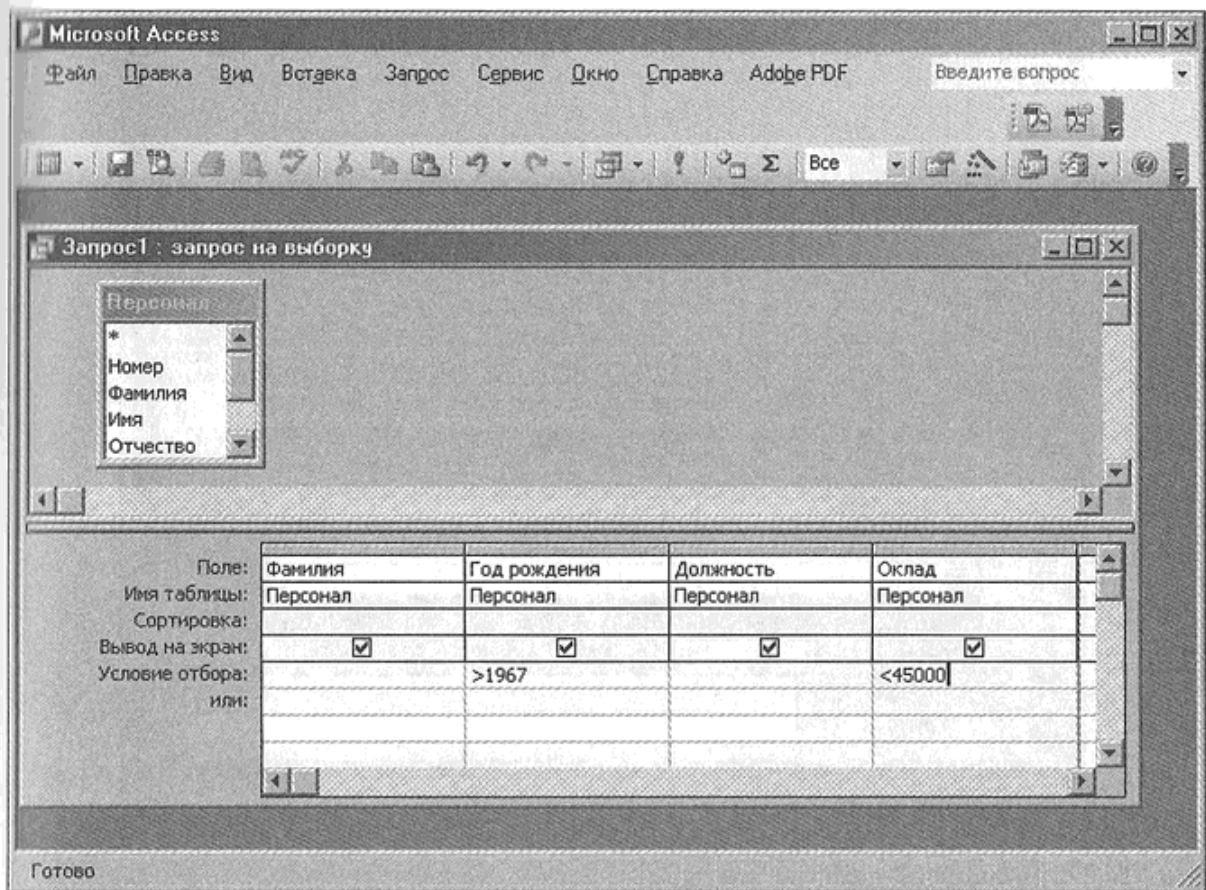 Microsoft Access
Файл Правка Вид Вставка Запрос Сервис Окно Справка Adobe PDF Введите вопрос
Все
Запрос1 : запрос на выборку
Персонал
*
Номер
Фамилия
Имя
Отчество
Поле: Фамилия Год рождения Должность Оклад
Имя таблицы: Персонал Персонал Персонал Персонал
Сортировка:
Вывод на экран:
Условие отбора: >1967 <45000
или:
Готово